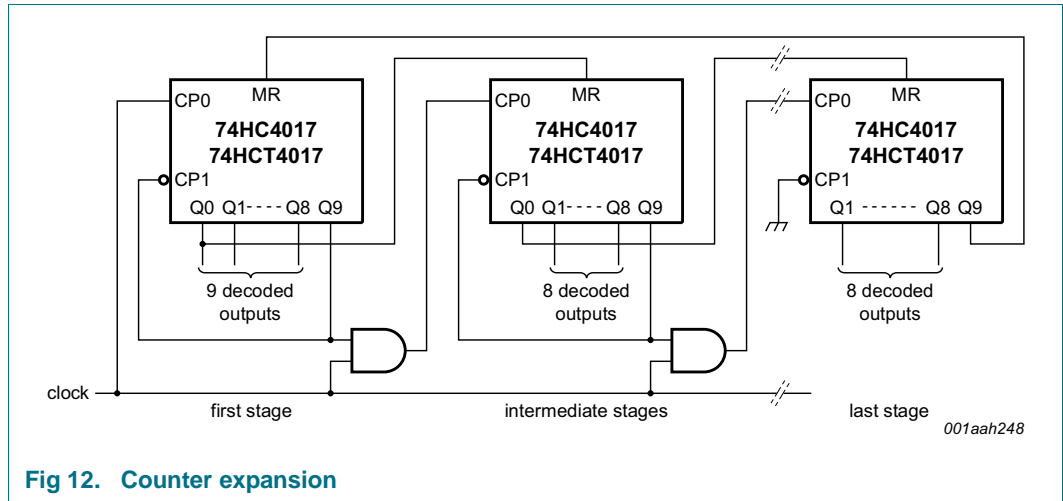 CP0 MR
74HC4017
74HCT4017
CP1
Q0 Q1 - - - - Q8 Q9
9 decoded
outputs
CP0 MR
74HC4017
74HCT4017
CP1
Q0 Q1 - - - - Q8 Q9
8 decoded
outputs
CP0 MR
74HC4017
74HCT4017
CP1
Q1 - - - - - - Q8 Q9
8 decoded
outputs
clock
first stage
intermediate stages
last stage
001aah248
Fig 12. Counter expansion